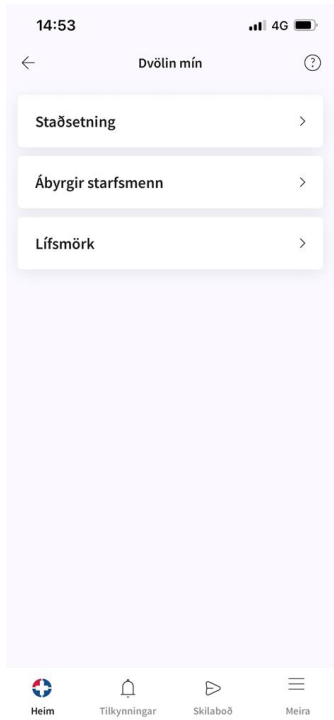 14:53
4G
Dvölin mín
?
Staðsetning
Ábyrgir starfsmenn
Lífsmörk
Heim
Tilkynningar
Skilaboð
Meira